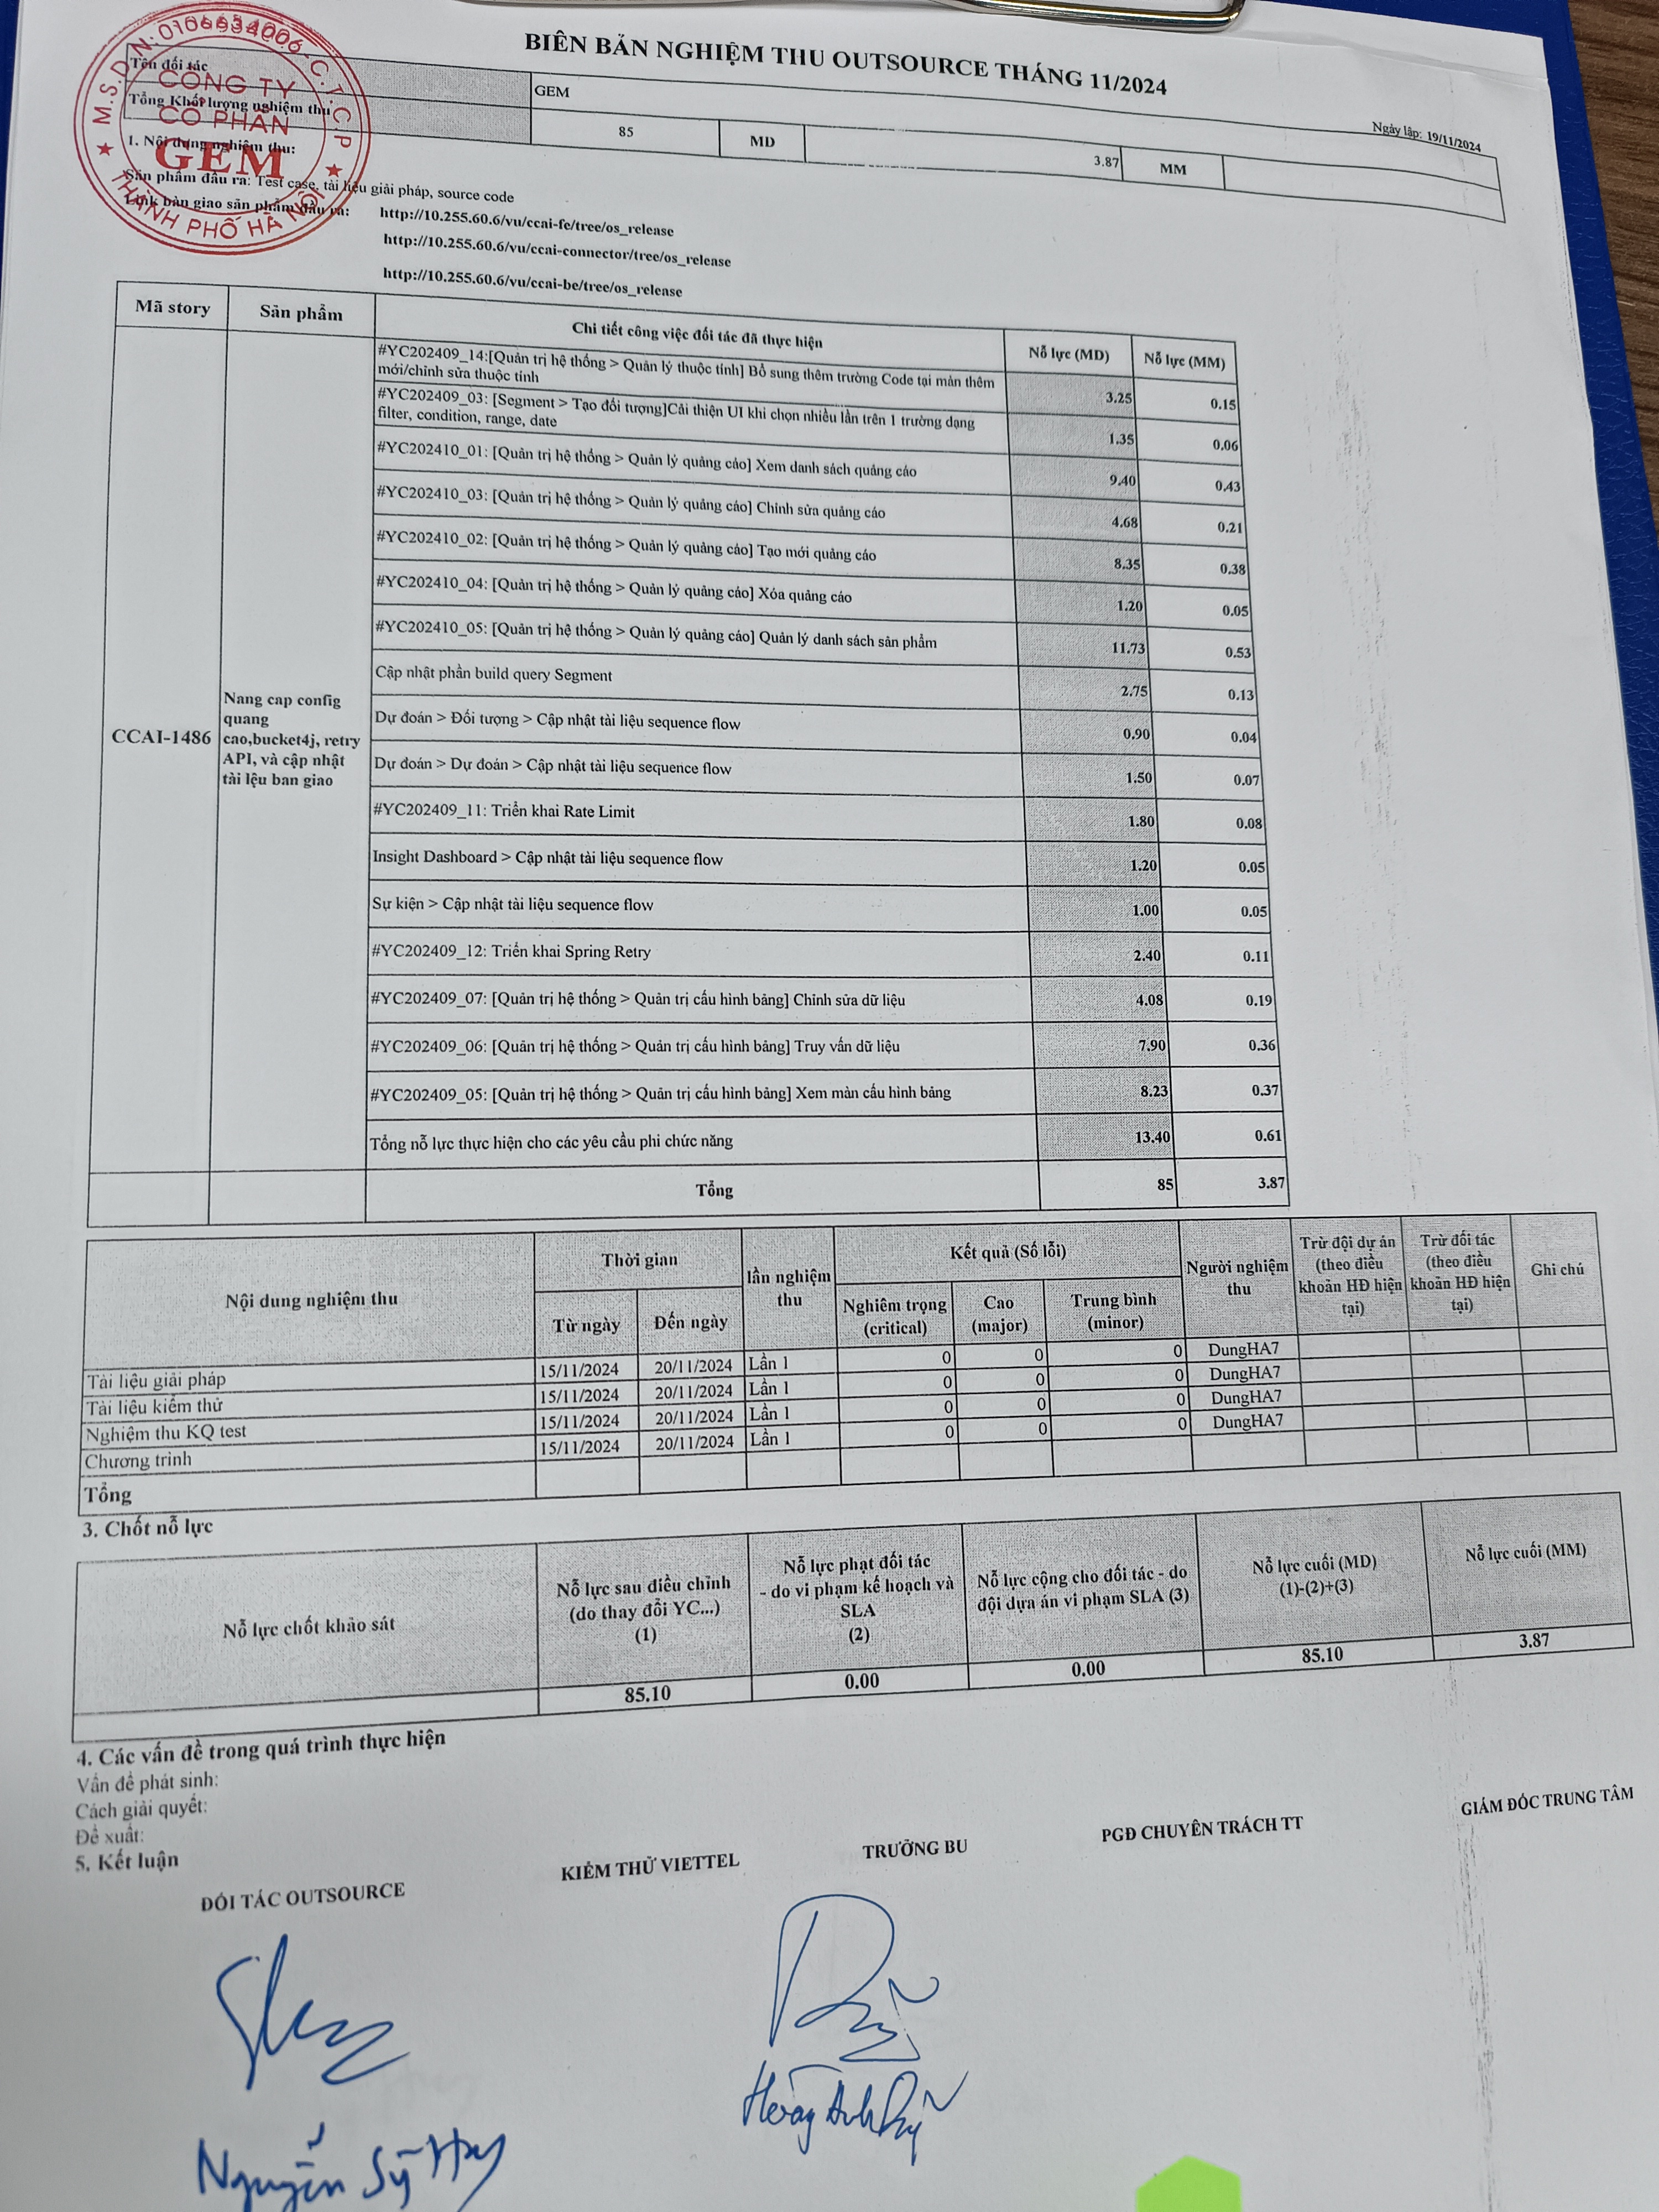 BIÊN BẢN NGHIỆM THU OUTSOURCE THÁNG 11/2024
Ngày lập: 19/11/2024
Tên đối tác GEM
Tổng Khối lượng nghiệm thu 85 MD 3.87 MM
1. Nội dung nghiệm thu:
Sản phẩm đầu ra: Test case, tài liệu giải pháp, source code
Link bàn giao sản phẩm đầu ra: http://10.255.60.6/vu/ccai-fe/tree/os_release
http://10.255.60.6/vu/ccai-connector/tree/os_release
http://10.255.60.6/vu/ccai-be/tree/os_release
C.T.C.P
CÔNG TY
CỔ PHẦN
GEM
THÀNH PHỐ HÀ NỘI
Mã story Sản phẩm Chi tiết công việc đối tác đã thực hiện Nỗ lực (MD) Nỗ lực (MM)
CCAI-1486
Nang cap config
quang
cao,bucket4j, retry
API, và cập nhật
tài lệu ban giao
#YC202409_14:[Quản trị hệ thống > Quản lý thuộc tính] Bổ sung thêm trường Code tại màn thêm
mới/chỉnh sửa thuộc tính 3.25 0.15
#YC202409_03: [Segment > Tạo đối tượng]Cải thiện UI khi chọn nhiều lần trên 1 trường dạng
filter, condition, range, date 1.35 0.06
#YC202410_01: [Quản trị hệ thống > Quản lý quảng cáo] Xem danh sách quảng cáo 9.40 0.43
#YC202410_03: [Quản trị hệ thống > Quản lý quảng cáo] Chỉnh sửa quảng cáo 4.68 0.21
#YC202410_02: [Quản trị hệ thống > Quản lý quảng cáo] Tạo mới quảng cáo 8.35 0.38
#YC202410_04: [Quản trị hệ thống > Quản lý quảng cáo] Xóa quảng cáo 1.20 0.05
#YC202410_05: [Quản trị hệ thống > Quản lý quảng cáo] Quản lý danh sách sản phẩm 11.73 0.53
Cập nhật phần build query Segment 2.75 0.13
Dự đoán > Đối tượng > Cập nhật tài liệu sequence flow 0.90 0.04
Dự đoán > Dự đoán > Cập nhật tài liệu sequence flow 1.50 0.07
#YC202409_11: Triển khai Rate Limit 1.80 0.08
Insight Dashboard > Cập nhật tài liệu sequence flow 1.20 0.05
Sự kiện > Cập nhật tài liệu sequence flow 1.00 0.05
#YC202409_12: Triển khai Spring Retry 2.40 0.11
#YC202409_07: [Quản trị hệ thống > Quản trị cấu hình bảng] Chỉnh sửa dữ liệu 4.08 0.19
#YC202409_06: [Quản trị hệ thống > Quản trị cấu hình bảng] Truy vấn dữ liệu 7.90 0.36
#YC202409_05: [Quản trị hệ thống > Quản trị cấu hình bảng] Xem màn cấu hình bảng 8.23 0.37
Tổng nỗ lực thực hiện cho các yêu cầu phi chức năng 13.40 0.61
Tổng 85 3.87
Nội dung nghiệm thu
Thời gian
Từ ngày Đến ngày
lần nghiệm
thu
Kết quả (Số lỗi)
Nghiêm trọng
(critical)
Cao
(major)
Trung bình
(minor)
Người nghiệm
thu
Trừ đội dự án
(theo điều
khoản HĐ hiện
tại)
Trừ đối tác
(theo điều
khoản HĐ hiện
tại)
Ghi chú
Tài liệu giải pháp 15/11/2024 20/11/2024 Lần 1 0 0 0 DungHA7
Tài liệu kiểm thử 15/11/2024 20/11/2024 Lần 1 0 0 0 DungHA7
Nghiệm thu KQ test 15/11/2024 20/11/2024 Lần 1 0 0 0 DungHA7
Chương trình 15/11/2024 20/11/2024 Lần 1 0 0 0 DungHA7
Tổng
3. Chốt nỗ lực
Nỗ lực chốt khảo sát
Nỗ lực sau điều chỉnh
(do thay đổi YC...)
(1)
Nỗ lực phạt đối tác
- do vi phạm kế hoạch và
SLA
(2)
Nỗ lực cộng cho đối tác - do
đội dựa án vi phạm SLA (3)
Nỗ lực cuối (MD)
(1)-(2)+(3)
Nỗ lực cuối (MM)
85.10 0.00 0.00 85.10 3.87
4. Các vấn đề trong quá trình thực hiện
Vấn đề phát sinh:
Cách giải quyết:
Đề xuất:
5. Kết luận
ĐỐI TÁC OUTSOURCE KIỂM THỬ VIETTEL TRƯỞNG BU PGĐ CHUYÊN TRÁCH TT GIÁM ĐỐC TRUNG TÂM
Nguyễn Sỹ Huy